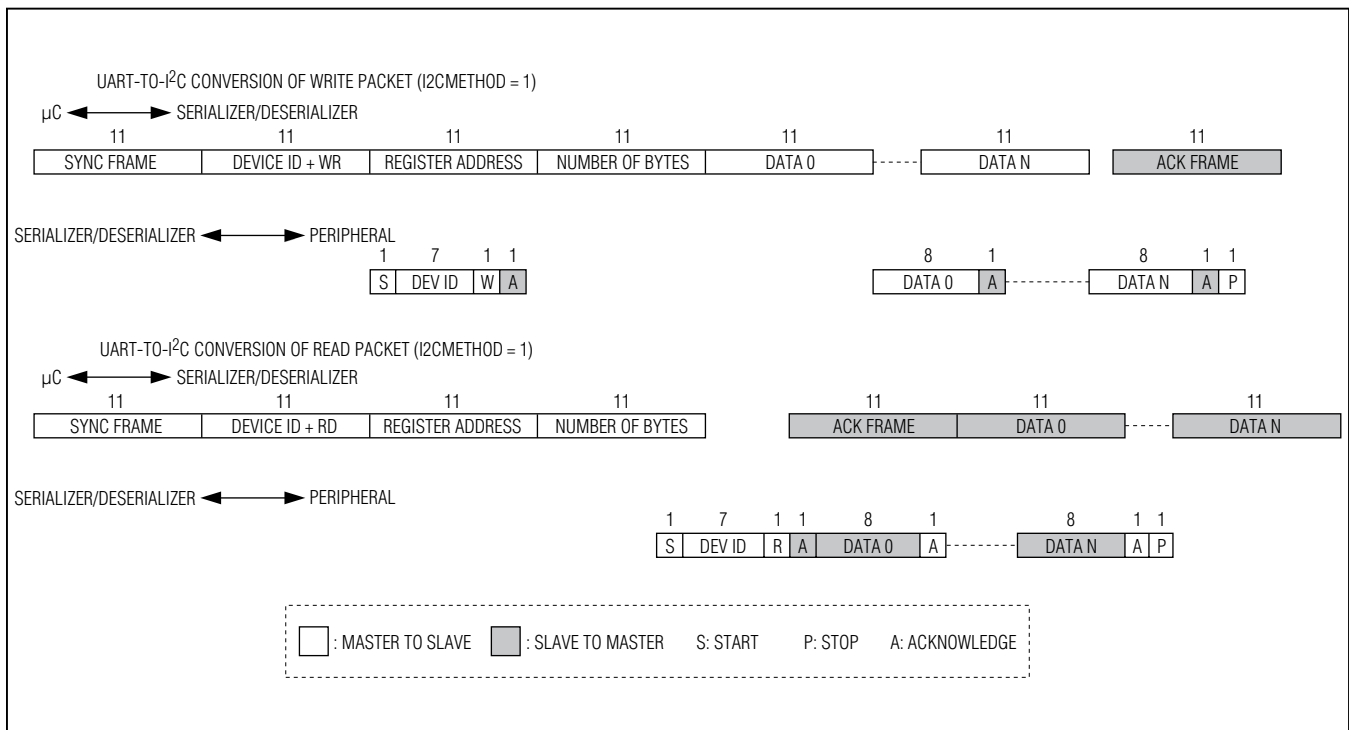 UART-TO-I²C CONVERSION OF WRITE PACKET (I2CMETHOD = 1)
µC SERIALIZER/DESERIALIZER
11 11 11 11 11 11 11
SYNC FRAME DEVICE ID + WR REGISTER ADDRESS NUMBER OF BYTES DATA 0 DATA N ACK FRAME
SERIALIZER/DESERIALIZER PERIPHERAL
1 7 1 1 8 1 8 1 1
S DEV ID W A DATA 0 A DATA N A P
UART-TO-I²C CONVERSION OF READ PACKET (I2CMETHOD = 1)
µC SERIALIZER/DESERIALIZER
11 11 11 11 11 11 11
SYNC FRAME DEVICE ID + RD REGISTER ADDRESS NUMBER OF BYTES ACK FRAME DATA 0 DATA N
SERIALIZER/DESERIALIZER PERIPHERAL
1 7 1 1 8 1 8 1 1
S DEV ID R A DATA 0 A DATA N A P
: MASTER TO SLAVE : SLAVE TO MASTER S: START P: STOP A: ACKNOWLEDGE